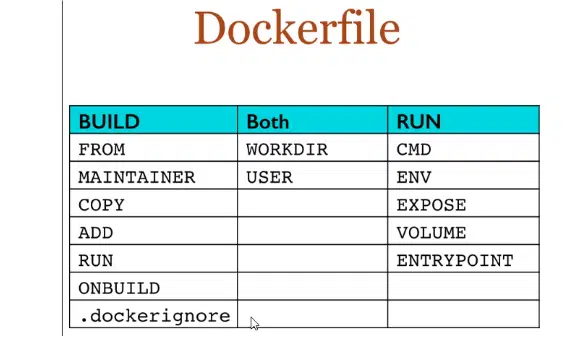 Dockerfile
BUILD Both RUN
FROM WORKDIR CMD
MAINTAINER USER ENV
COPY EXPOSE
ADD VOLUME
RUN ENTRYPOINT
ONBUILD
.dockerignore